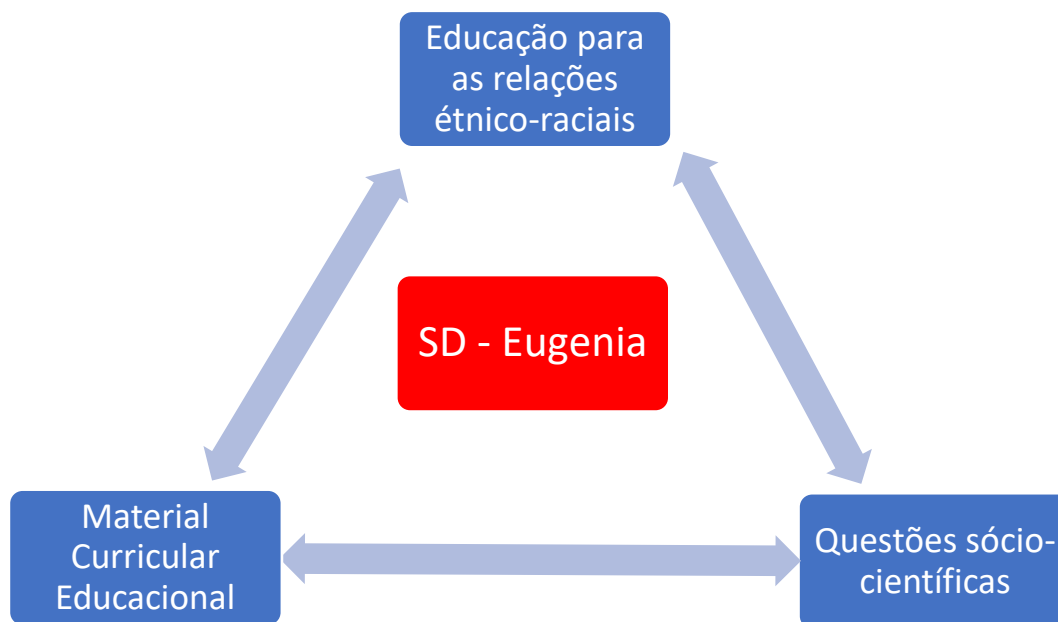 Educação para
as relações
étnico-raciais
SD - Eugenia
Material
Curricular
Educacional
Questões sócio-
científicas